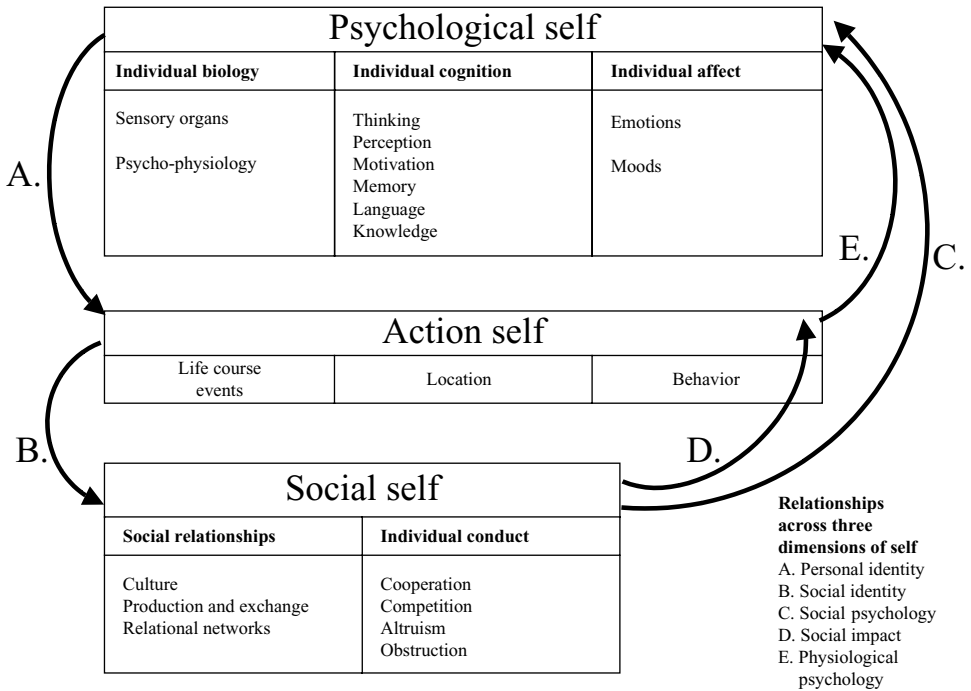 Psychological self
Individual biology
Individual cognition
Individual affect
Sensory organs
Psycho-physiology
Thinking
Perception
Motivation
Memory
Language
Knowledge
Emotions
Moods
A.
E.
C.
Action self
Life course
events
Location
Behavior
B.
D.
Social self
Social relationships
Individual conduct
Culture
Production and exchange
Relational networks
Cooperation
Competition
Altruism
Obstruction
Relationships
across three
dimensions of self
A. Personal identity
B. Social identity
C. Social psychology
D. Social impact
E. Physiological
psychology